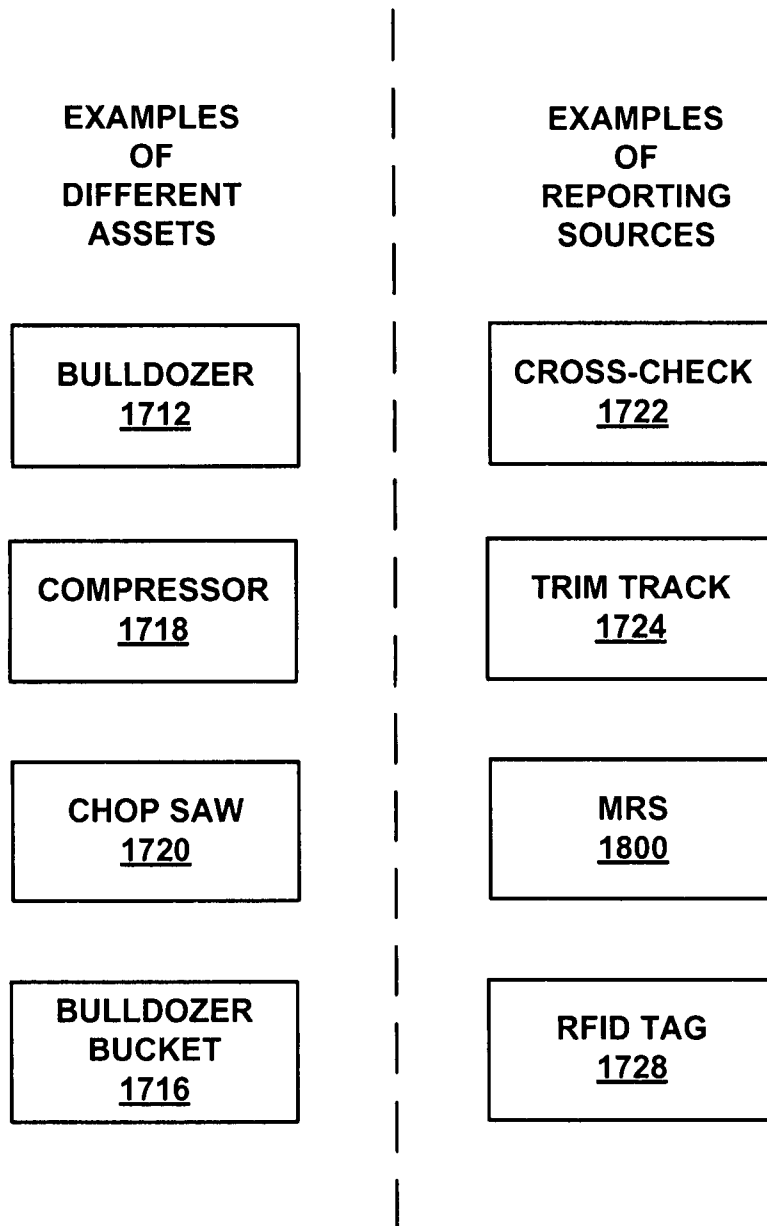 EXAMPLES
OF
DIFFERENT
ASSETS
BULLDOZER
1712
COMPRESSOR
1718
CHOP SAW
1720
BULLDOZER
BUCKET
1716
EXAMPLES
OF
REPORTING
SOURCES
CROSS-CHECK
1722
TRIM TRACK
1724
MRS
1800
RFID TAG
1728